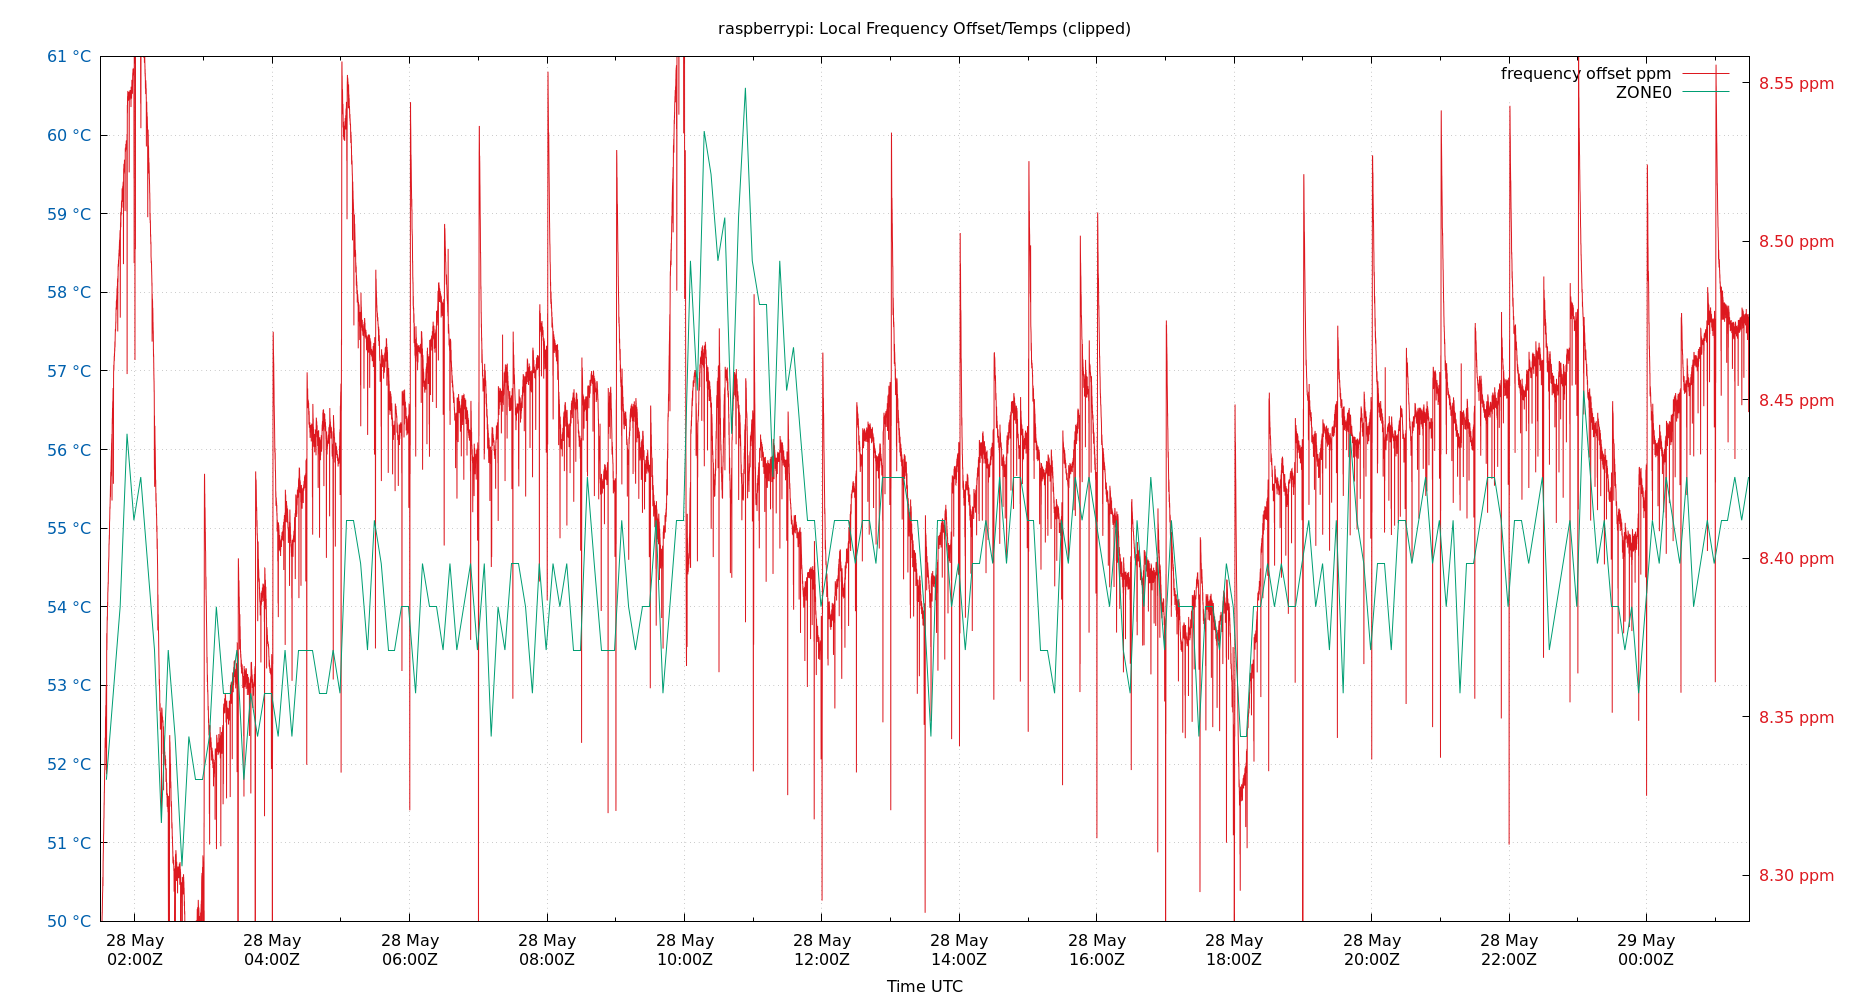 raspberrypi: Local Frequency Offset/Temps (clipped)
61 °C
60 °C
59 °C
58 °C
57 °C
56 °C
55 °C
54 °C
53 °C
52 °C
51 °C
50 °C
frequency offset ppm
ZONE0
8.55 ppm
8.50 ppm
8.45 ppm
8.40 ppm
8.35 ppm
8.30 ppm
28 May 28 May 28 May 28 May 28 May 28 May 28 May 28 May 28 May 28 May 28 May 29 May
02:00Z 04:00Z 06:00Z 08:00Z 10:00Z 12:00Z 14:00Z 16:00Z 18:00Z 20:00Z 22:00Z 00:00Z
Time UTC